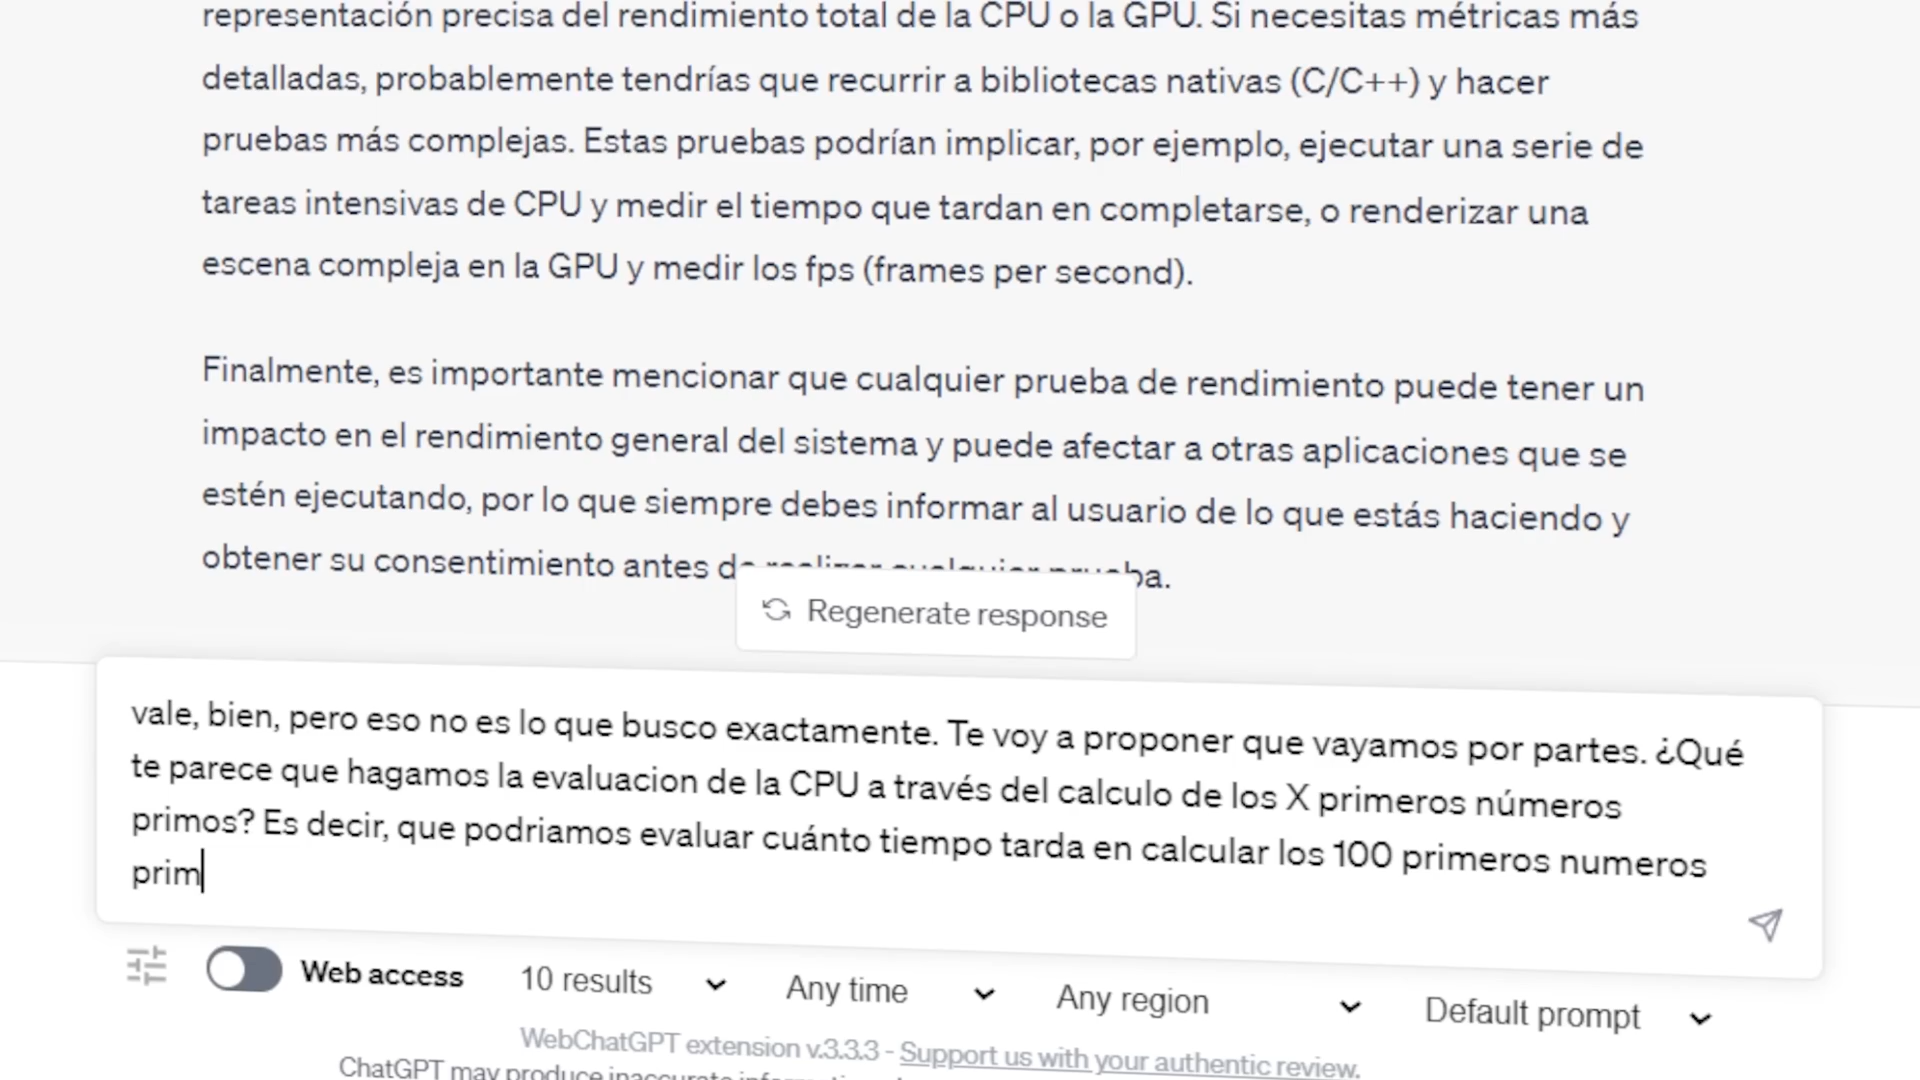 representación precisa del rendimiento total de la CPU o la GPU. Si necesitas métricas más
detalladas, probablemente tendrías que recurrir a bibliotecas nativas (C/C++) y hacer
pruebas más complejas. Estas pruebas podrían implicar, por ejemplo, ejecutar una serie de
tareas intensivas de CPU y medir el tiempo que tardan en completarse, o renderizar una
escena compleja en la GPU y medir los fps (frames per second).
Finalmente, es importante mencionar que cualquier prueba de rendimiento puede tener un
impacto en el rendimiento general del sistema y puede afectar a otras aplicaciones que se
estén ejecutando, por lo que siempre debes informar al usuario de lo que estás haciendo y
obtener su consentimiento antes de realizar cualquier prueba.
Regenerate response
vale, bien, pero eso no es lo que busco exactamente. Te voy a proponer que vayamos por partes. ¿Qué
te parece que hagamos la evaluacion de la CPU a través del calculo de los X primeros números
primos? Es decir, que podriamos evaluar cuánto tiempo tarda en calcular los 100 primeros numeros
prim
Web access 10 results Any time Any region Default prompt
WebChatGPT extension v.3.3.3 - Support us with your authentic review.
ChatGPT may produce inaccurate